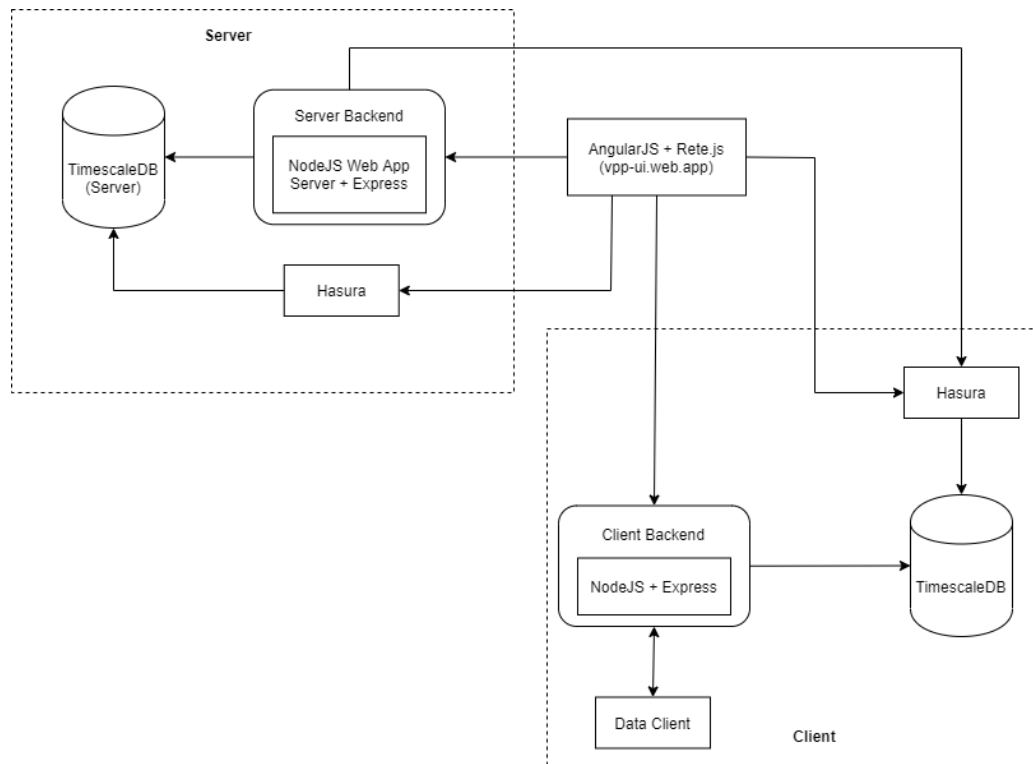 Server
Server Backend
NodeJS Web App
Server + Express
TimescaleDB
(Server)
Hasura
AngularJS + Rete.js
(vpp-ui.web.app)
Hasura
Client Backend
NodeJS + Express
TimescaleDB
Data Client
Client